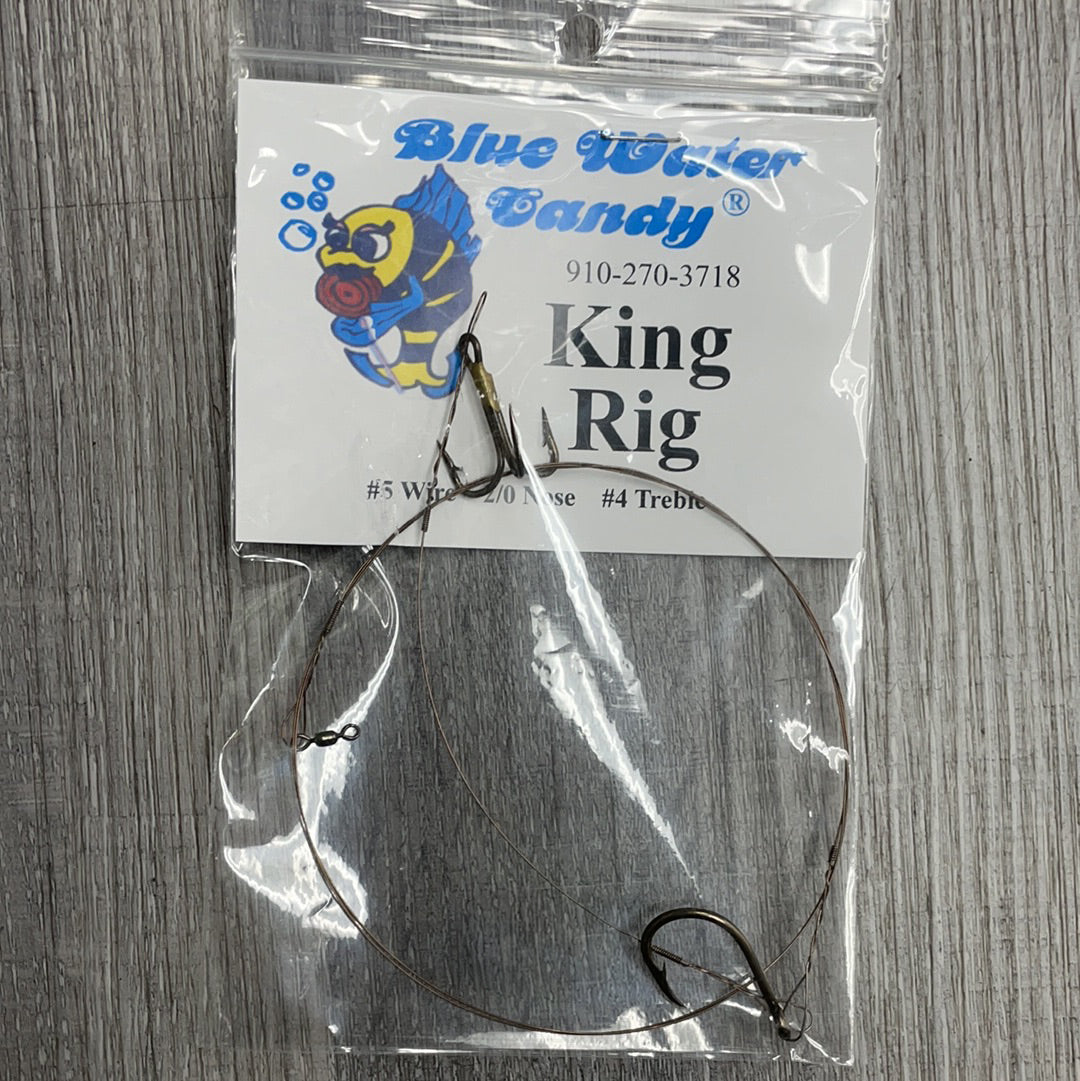 Blue Water
Candy®
910-270-3718
King
Rig
#5 Wire 2/0 Nose #4 Treble